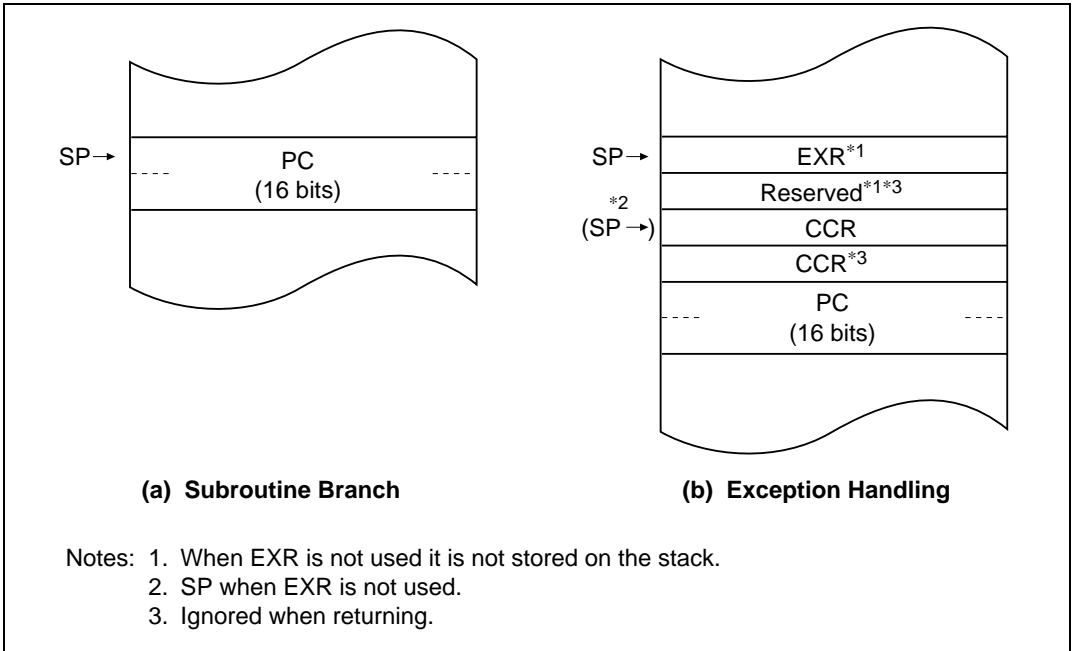 SP→
PC
(16 bits)
(a) Subroutine Branch
SP→
EXR*1
Reserved*1*3
*2
(SP→)
CCR
CCR*3
PC
(16 bits)
(b) Exception Handling
Notes: 1. When EXR is not used it is not stored on the stack.
2. SP when EXR is not used.
3. Ignored when returning.